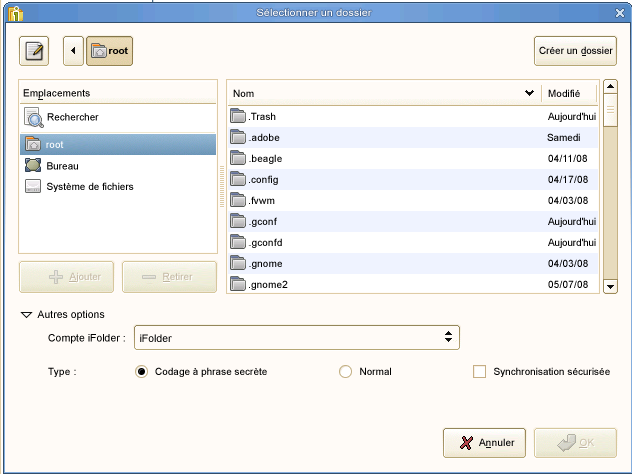 Sélectionner un dossier
root
Créer un dossier
Emplacements
Rechercher
root
Bureau
Système de fichiers
Ajouter
Retirer
Nom Modifié
.Trash Aujourd'hui
.adobe Samedi
.beagle 04/11/08
.config 04/17/08
.fvwm 04/03/08
.gconf Aujourd'hui
.gconfd Aujourd'hui
.gnome 04/03/08
.gnome2 05/07/08
Autres options
Compte iFolder : iFolder
Type : Codage à phrase secrète Normal Synchronisation sécurisée
Annuler OK